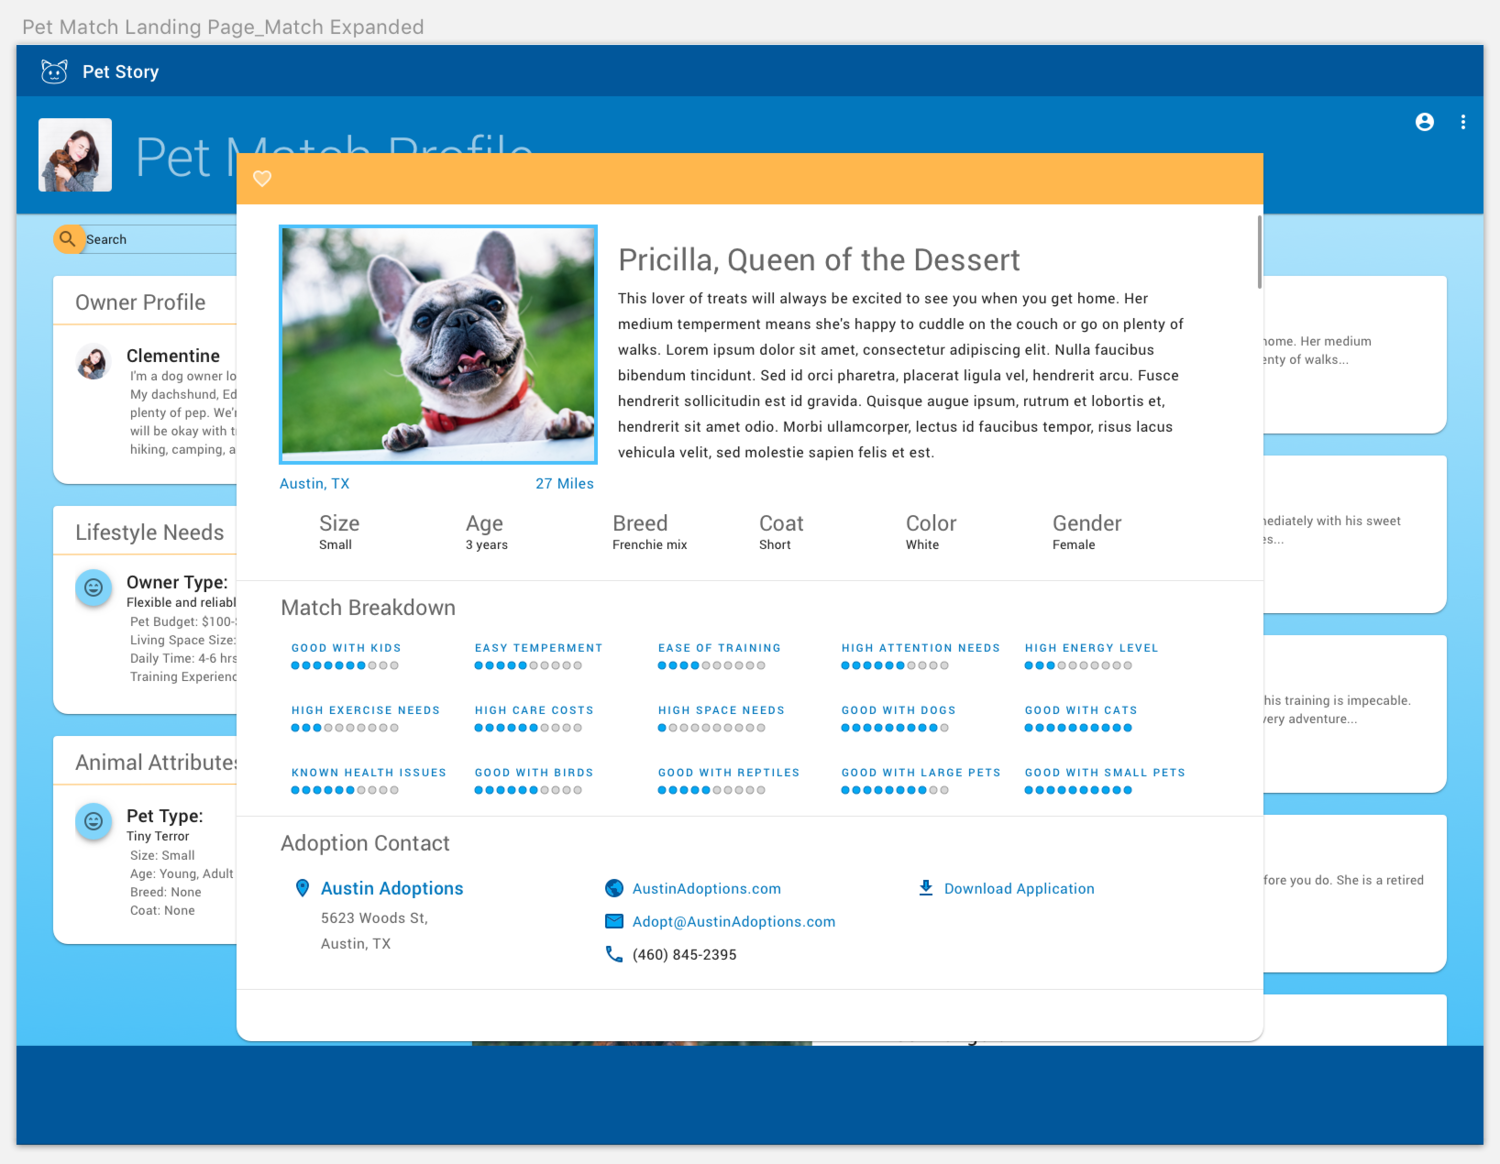 Pet Match Landing Page_Match Expanded
Pet Story
Pet Match Profile
Search
Owner Profile
Clementine
I'm a dog owner lo
My dachshund, Ed
plenty of pep. We'r
will be okay with
hiking, camping, a
Lifestyle Needs
Owner Type:
Flexible and reliabl
Pet Budget: $100-
Living Space Size:
Daily Time: 4-6 hrs
Training Experienc
Animal Attributes
Pet Type:
Tiny Terror
Size: Small
Age: Young, Adult
Breed: None
Coat: None
Pricilla, Queen of the Dessert
This lover of treats will always be excited to see you when you get home. Her
medium temperment means she's happy to cuddle on the couch or go on plenty of
walks. Lorem ipsum dolor sit amet, consectetur adipiscing elit. Nulla faucibus
bibendum tincidunt. Sed id orci pharetra, placerat ligula vel, hendrerit arcu. Fusce
hendrerit sollicitudin est id gravida. Quisque augue ipsum, rutrum et lobortis et,
hendrerit sit amet odio. Morbi ullamcorper, lectus id faucibus tempor, risus lacus
vehicula velit, sed molestie sapien felis et est.
Austin, TX
27 Miles
Size
Small
Age
3 years
Breed
Frenchie mix
Coat
Short
Color
White
Gender
Female
Match Breakdown
GOOD WITH KIDS
EASY TEMPERMENT
EASE OF TRAINING
HIGH ATTENTION NEEDS
HIGH ENERGY LEVEL
HIGH EXERCISE NEEDS
HIGH CARE COSTS
HIGH SPACE NEEDS
GOOD WITH DOGS
GOOD WITH CATS
KNOWN HEALTH ISSUES
GOOD WITH BIRDS
GOOD WITH REPTILES
GOOD WITH LARGE PETS
GOOD WITH SMALL PETS
Adoption Contact
Austin Adoptions
5623 Woods St,
Austin, TX
AustinAdoptions.com
Adopt@AustinAdoptions.com
(460) 845-2395
Download Application
home. Her medium
enty of walks...
nediately with his sweet
es...
his training is impecable.
very adventure...
fore you do. She is a retired